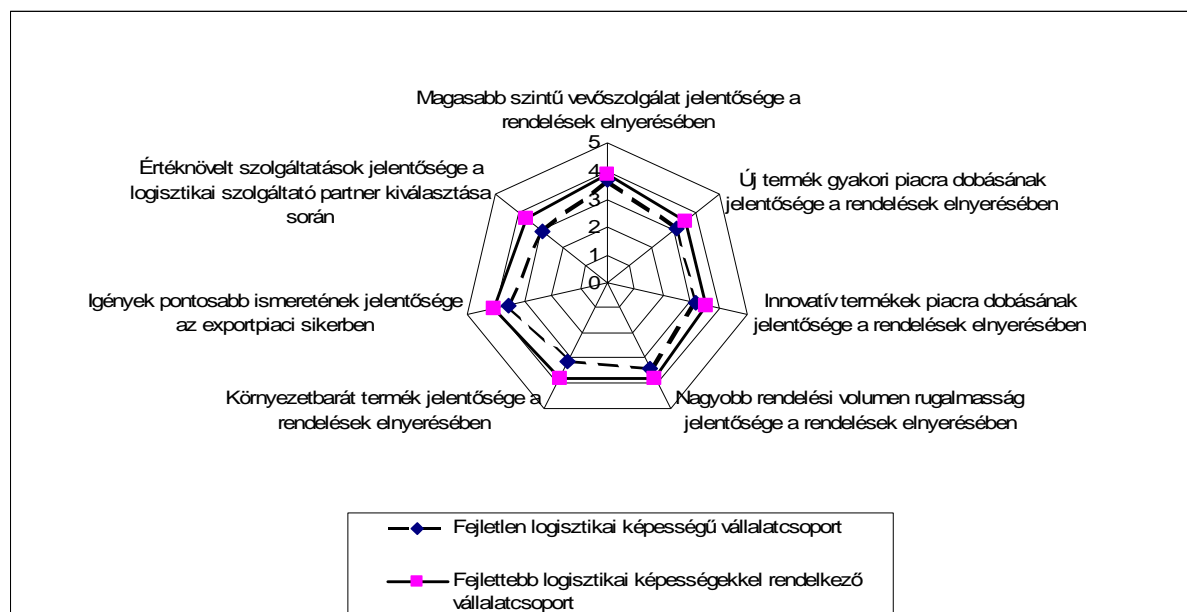 Magasabb szintű vevőszolgálat jelentősége a
rendelések elnyerésében
Értéknövelt szolgáltatások jelentősége a
logisztikai szolgáltató partner kiválasztása
során
Új termék gyakori piacra dobásának
jelentősége a rendelések elnyerésében
Igények pontosabb ismeretének jelentősége
az exportpiaci sikerben
Innovatív termékek piacra dobásának
jelentősége a rendelések elnyerésében
Környezetbarát termék jelentősége a
rendelések elnyerésében
Nagyobb rendelési volumen rugalmasság
jelentősége a rendelések elnyerésében
5
4
3
2
1
0
Fejletlen logisztikai képességű vállalatcsoport
Fejlettebb logisztikai képességekkel rendelkező
vállalatcsoport